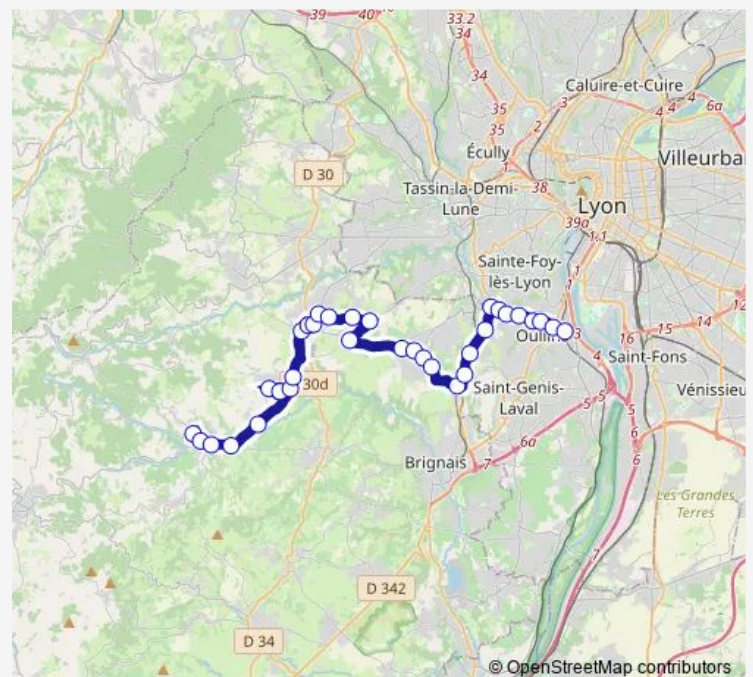 39
40
33.2
34
34
Caluire-et-Cuire
3
4
4
6a
35
35
2
Écully
1
D 30
Villeurba
Tassin-la-Demi-
Lune
38
Lyon
39a
1.1
Sainte-Foy-
lès-Lyon
1
1
Oullin
3
16
15
14
12
4
Saint-Fons
30d
Saint-Genis-
Laval
5
5
5
Vénissieu
6
6a
6
Brignais
7
6
Les Grandes
Terres
7
D 342
D 34
© OpenStreetMap contributors